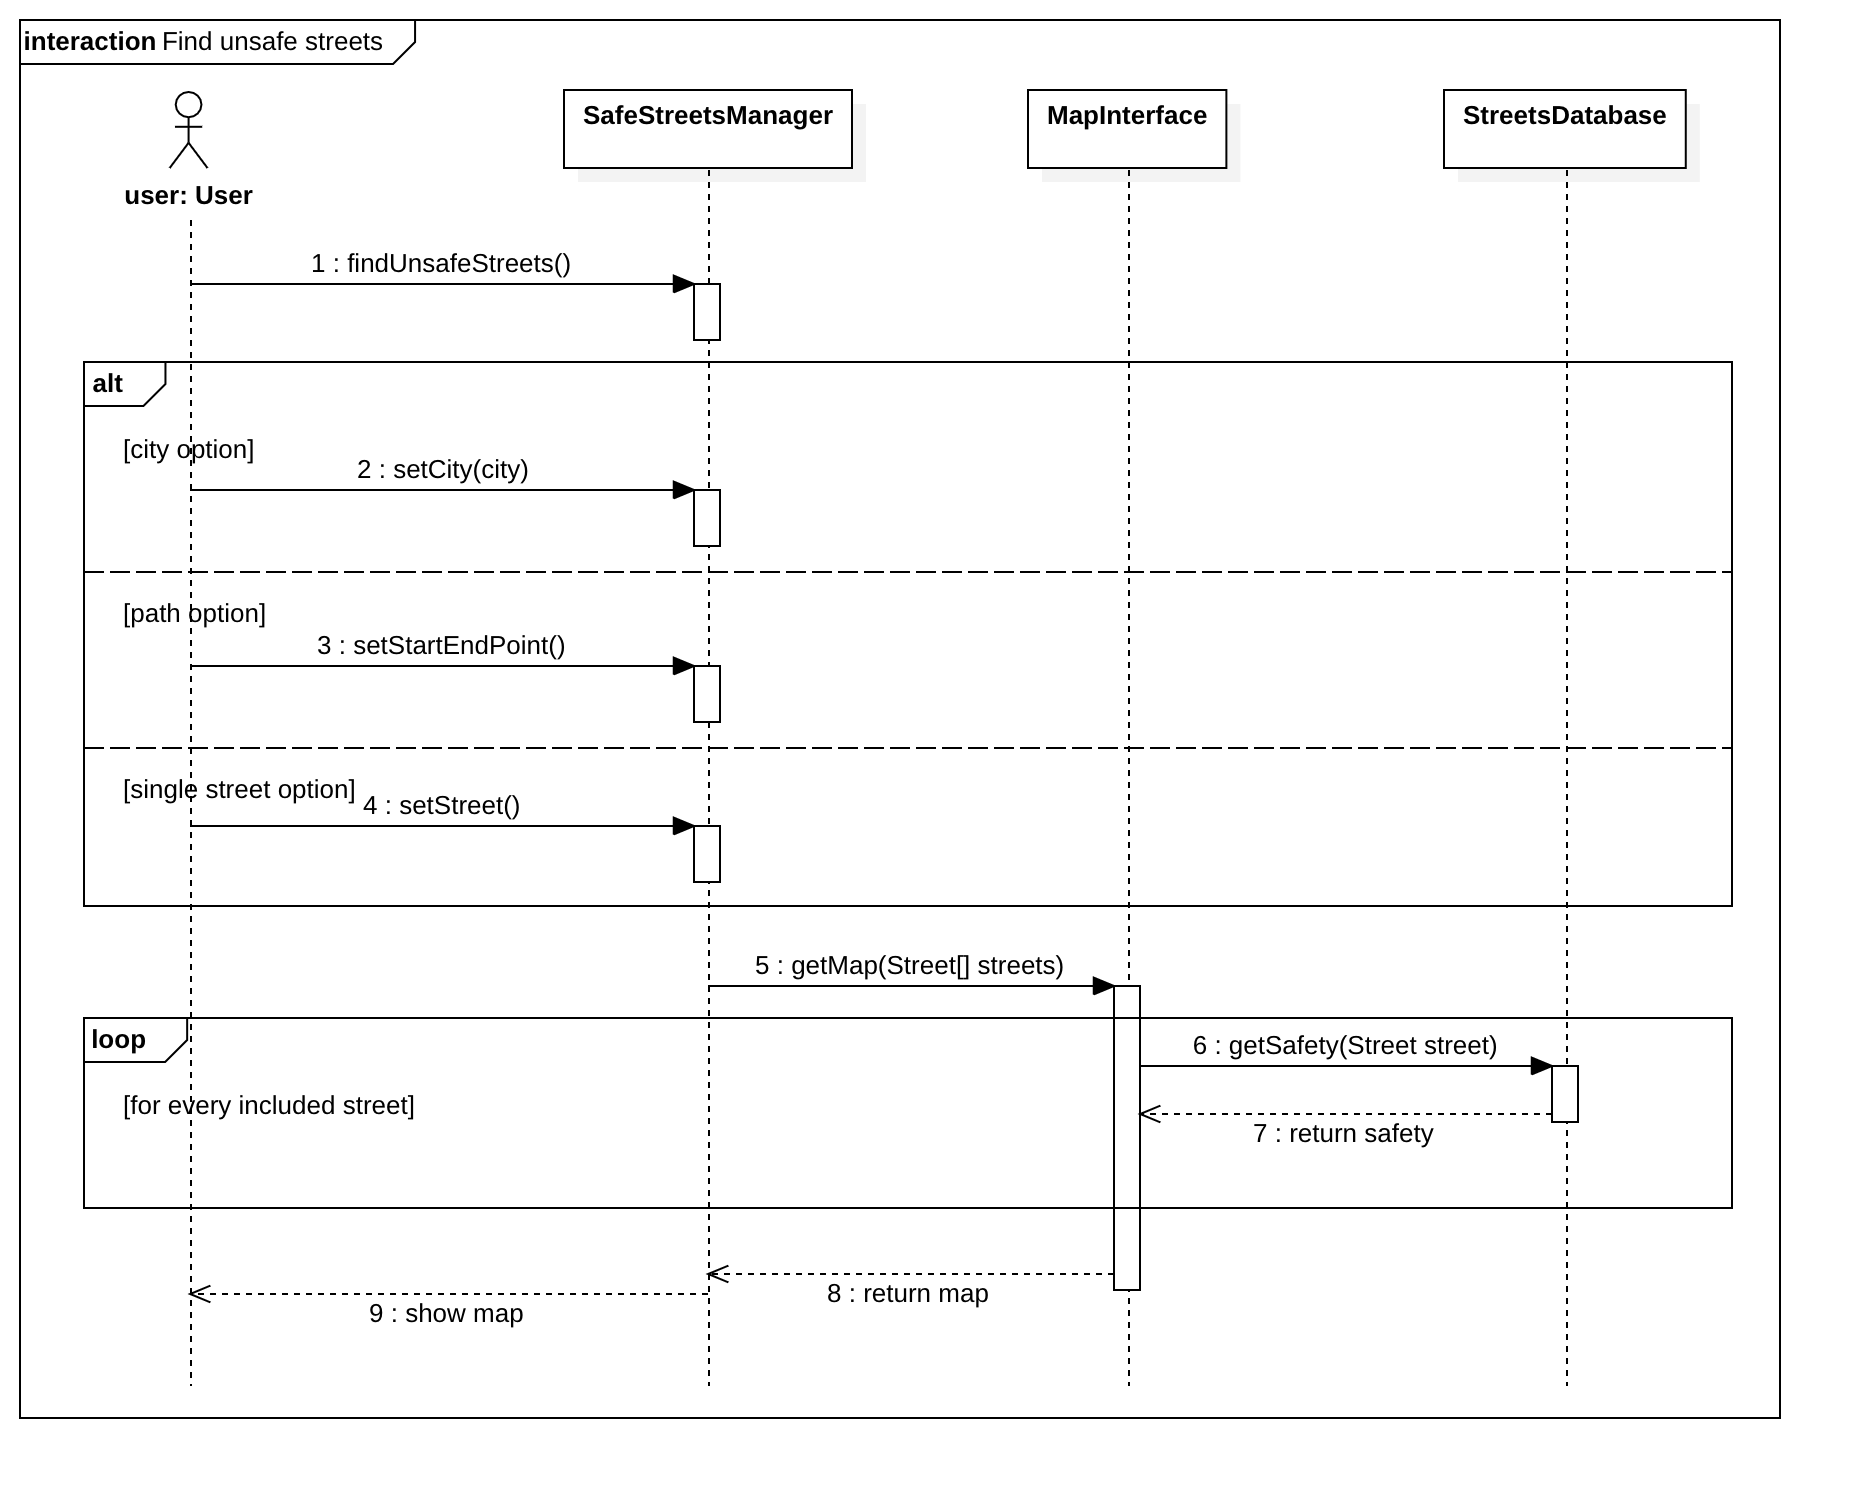 interaction Find unsafe streets
SafeStreetsManager
MapInterface
StreetsDatabase
user: User
1 : findUnsafeStreets()
alt
[city option]
2 : setCity(city)
[path option]
3 : setStartEndPoint()
[single street option]
4 : setStreet()
5 : getMap(Street[] streets)
loop
6 : getSafety(Street street)
[for every included street]
7 : return safety
8 : return map
9 : show map